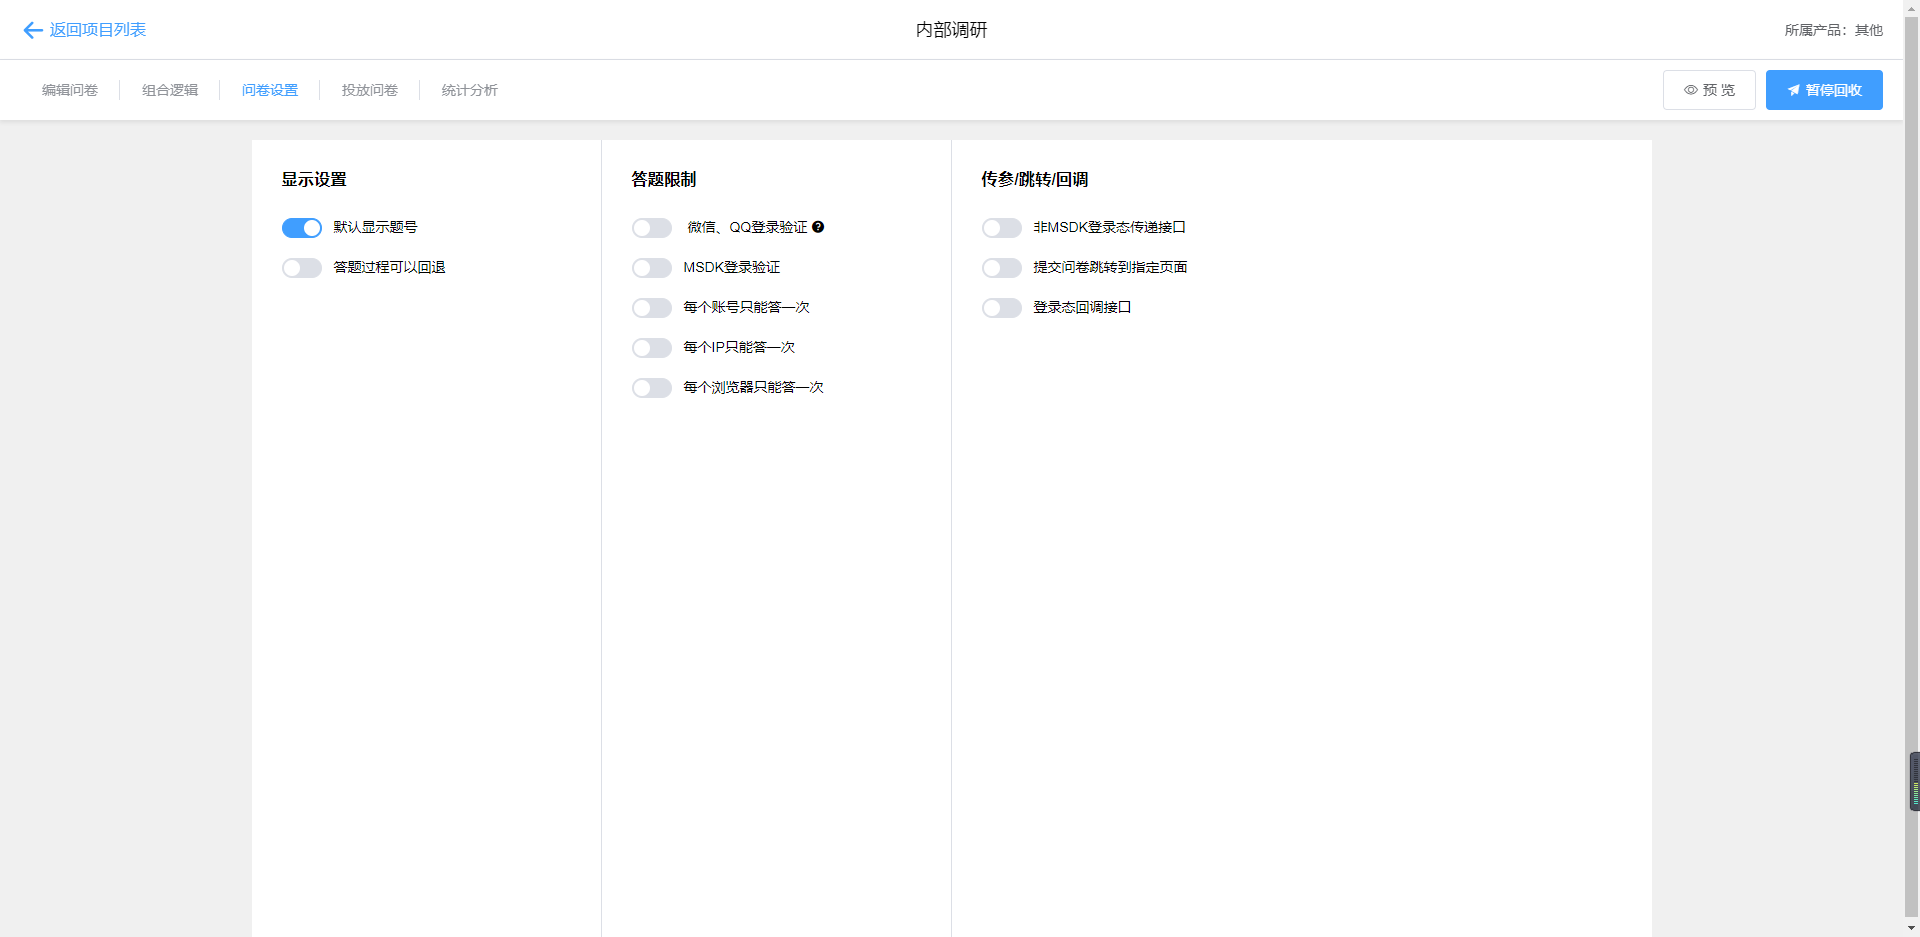 返回项目列表
内部调研
所属产品：其他
编辑问卷
组合逻辑
问卷设置
投放问卷
统计分析
预 览
暂停回收
显示设置
默认显示题号
答题过程可以回退
答题限制
微信、QQ登录验证
MSDK登录验证
每个账号只能答一次
每个IP只能答一次
每个浏览器只能答一次
传参/跳转/回调
非MSDK登录态传递接口
提交问卷跳转到指定页面
登录态回调接口